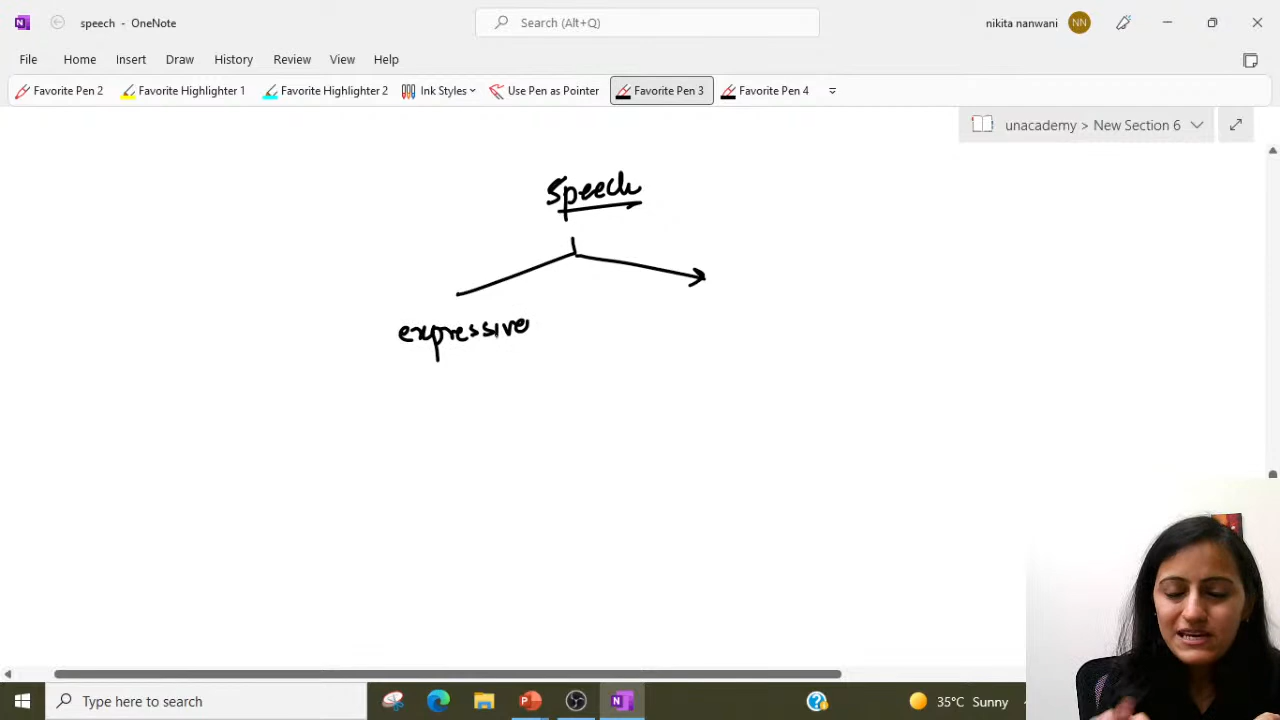 speech - OneNote
Search (Alt+Q)
nikita nanwani
NN
File Home Insert Draw History Review View Help
Favorite Pen 2 Favorite Highlighter 1 Favorite Highlighter 2 Ink Styles Use Pen as Pointer Favorite Pen 3 Favorite Pen 4
unacademy > New Section 6
speech
expressive
Type here to search
35°C Sunny